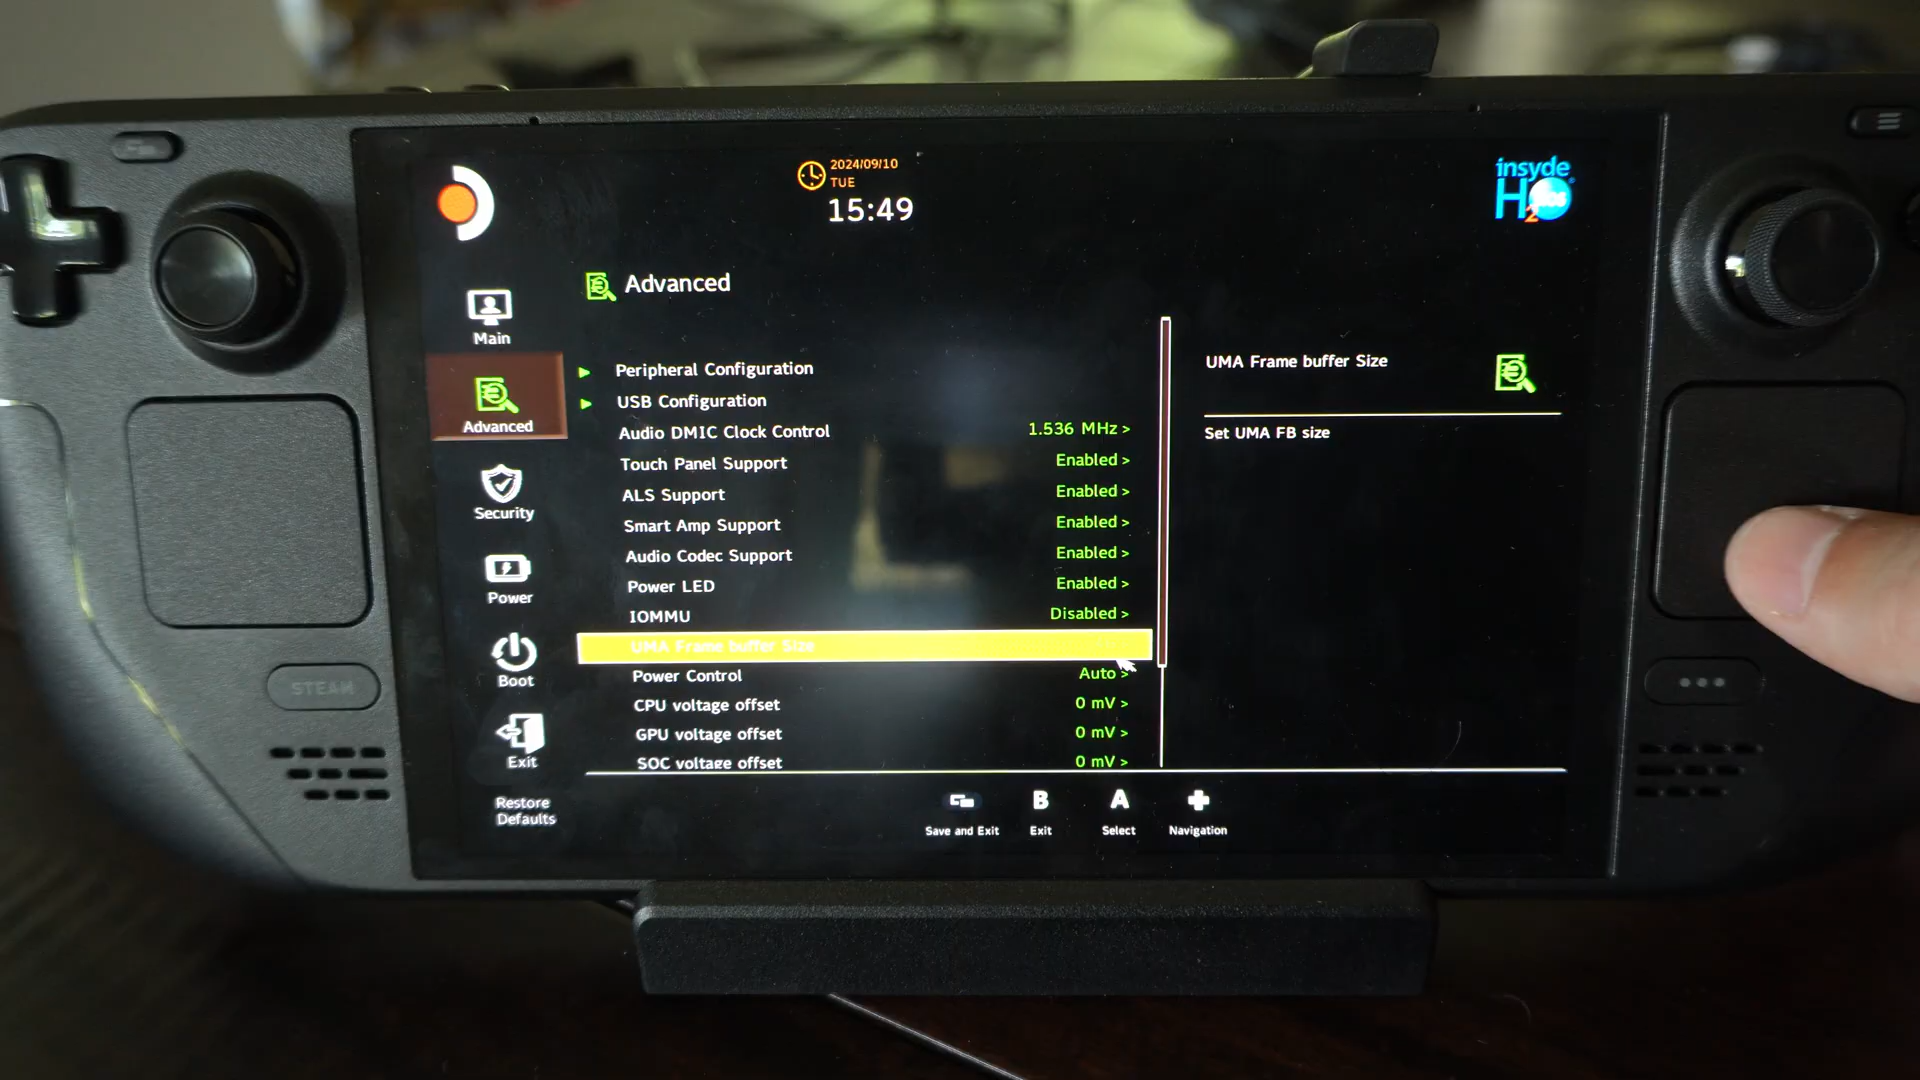 2024/09/10
TUE
15:49
insyde
H2O
Advanced
Main
Advanced
Security
Power
Boot
Exit
Restore
Defaults
Peripheral Configuration
USB Configuration
Audio DMIC Clock Control 1.536 MHz >
Touch Panel Support Enabled >
ALS Support Enabled >
Smart Amp Support Enabled >
Audio Codec Support Enabled >
Power LED Enabled >
IOMMU Disabled >
UMA Frame buffer Size
Power Control Auto >
CPU voltage offset 0 mV >
GPU voltage offset 0 mV >
SOC voltage offset 0 mV >
UMA Frame buffer Size
Set UMA FB size
B
A
Save and Exit
Exit
Select
Navigation
STEAM